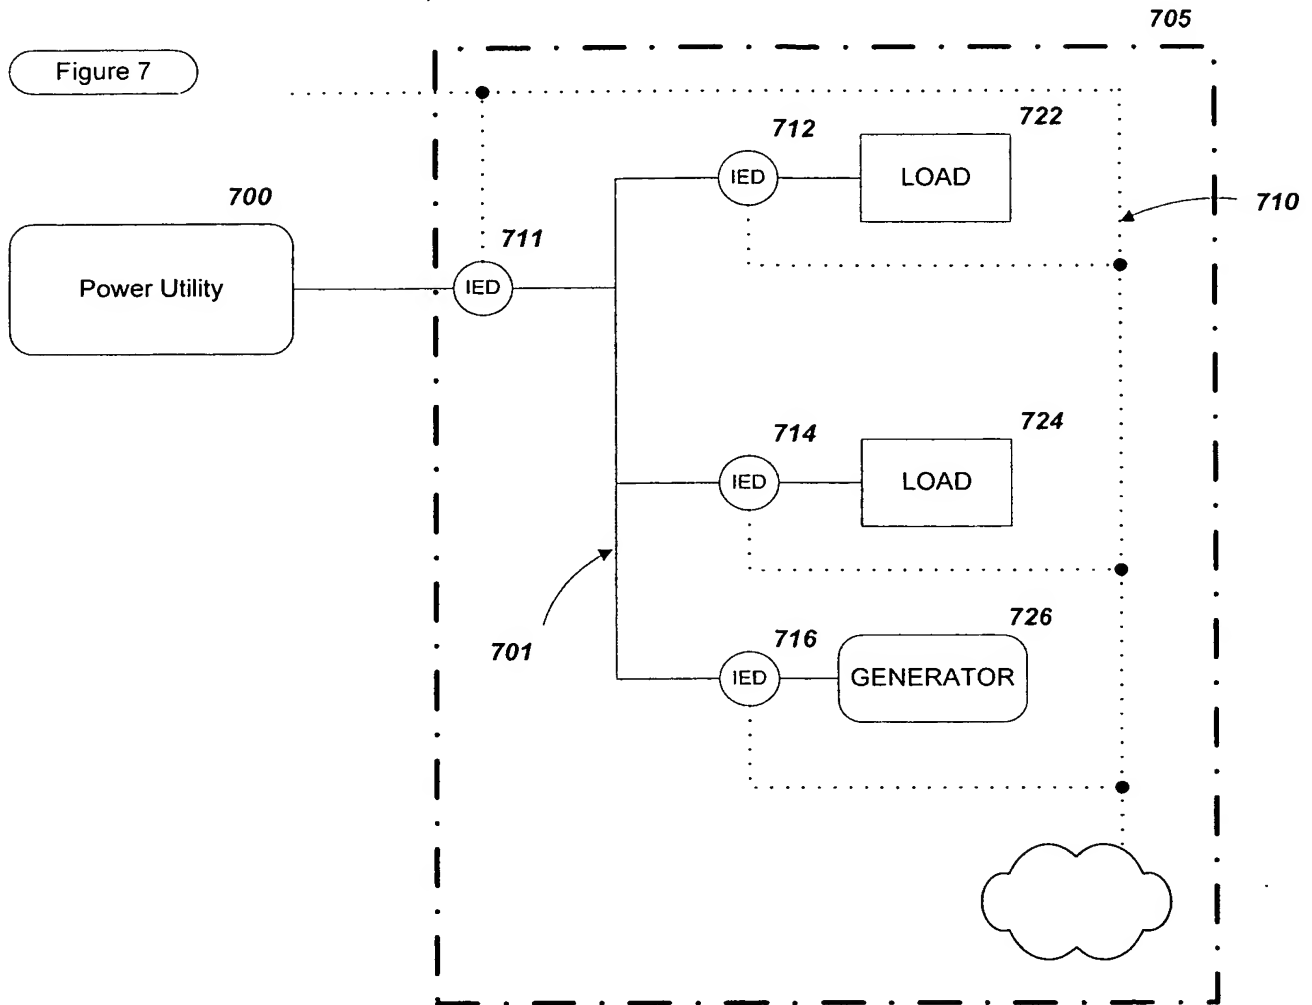 705
Figure 7
712
722
IED
LOAD
700
710
711
Power Utility
IED
714
724
IED
LOAD
701
716
726
IED
GENERATOR